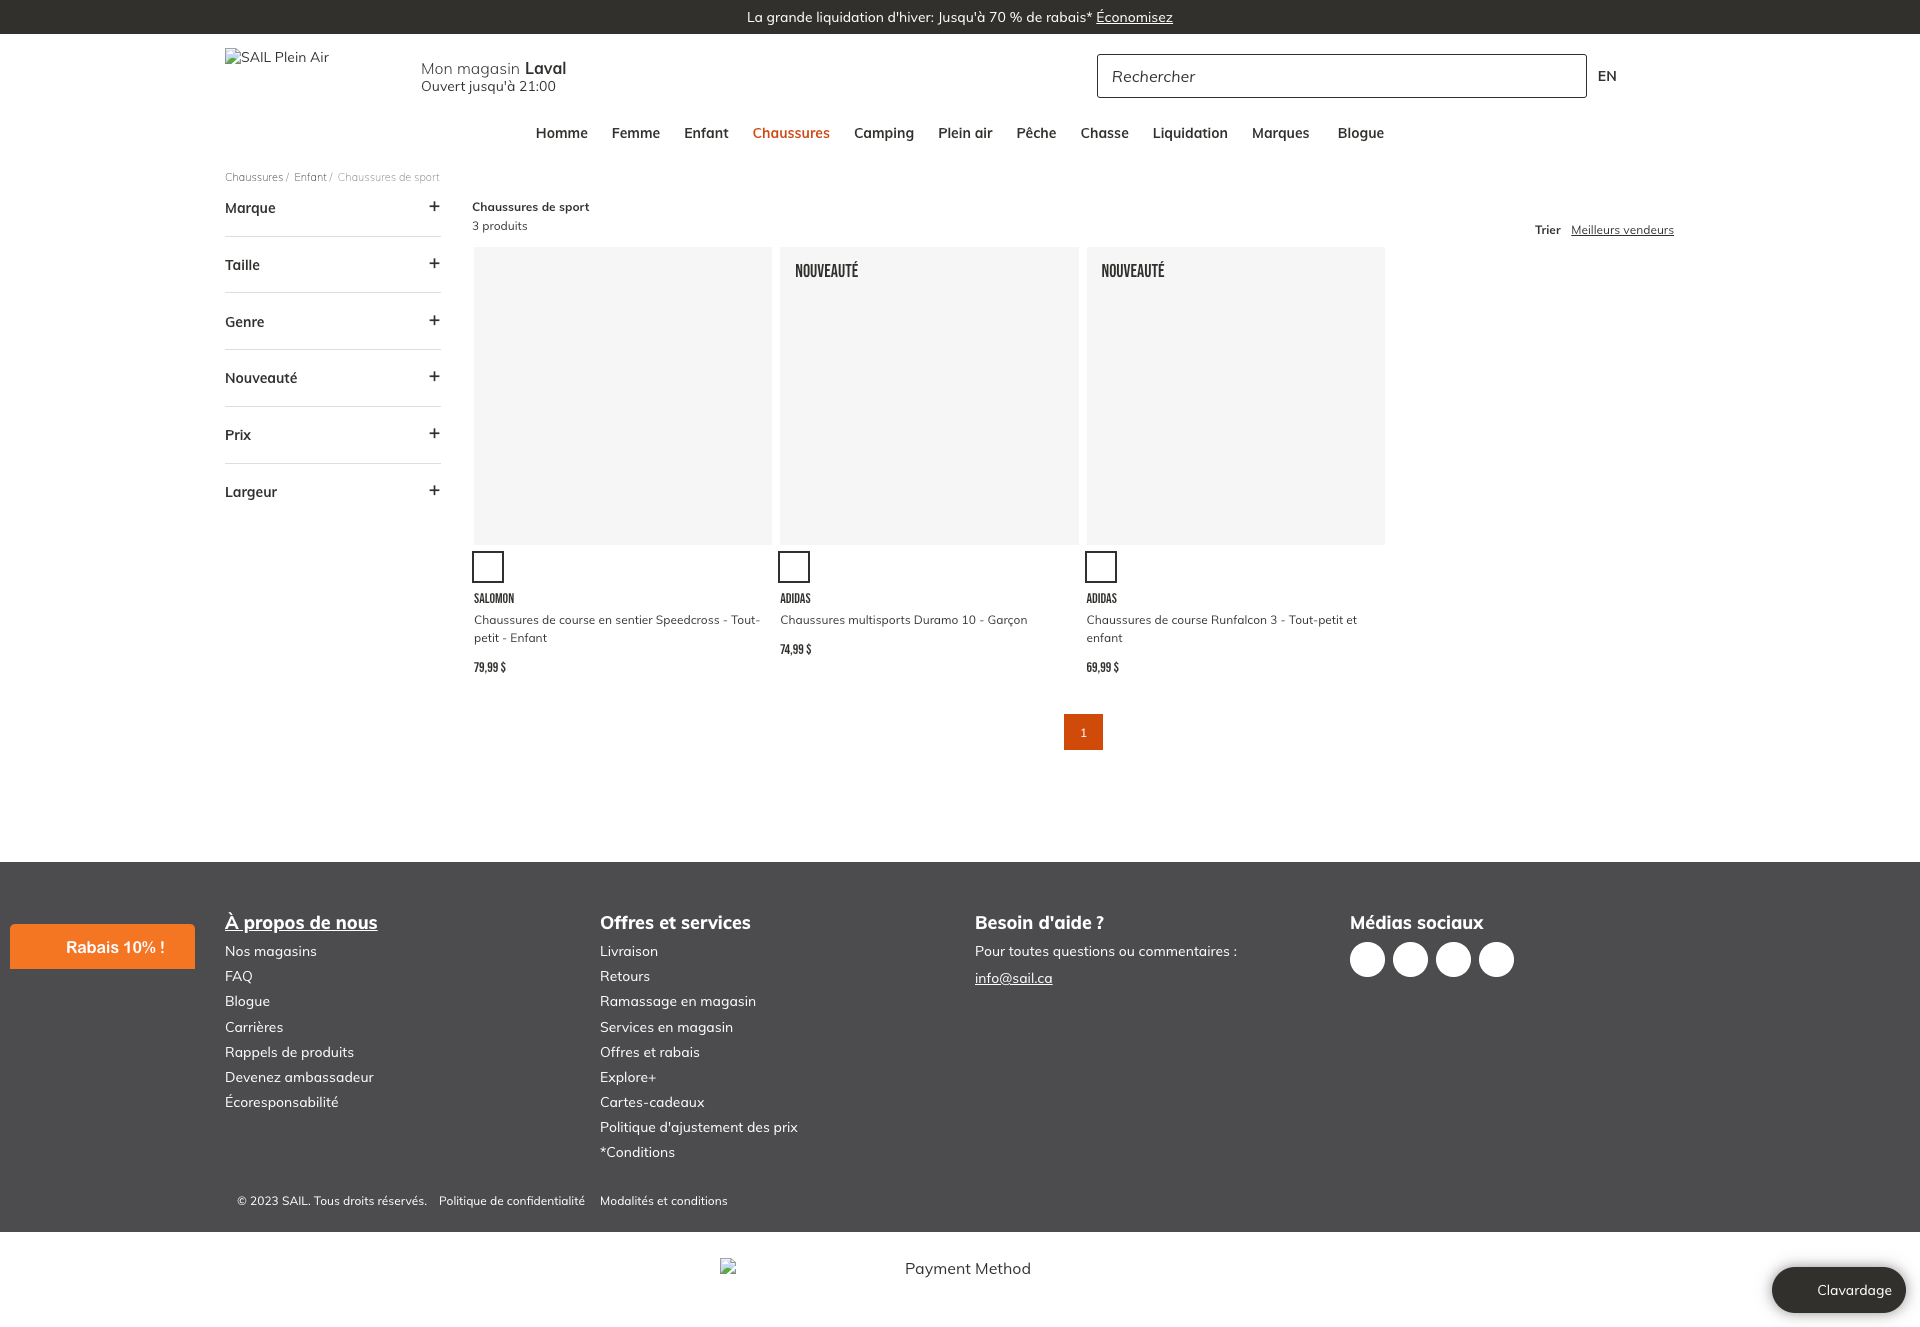 La grande liquidation d'hiver: Jusqu'à 70 % de rabais* Économisez
SAIL Plein Air
Mon magasin Laval
Ouvert jusqu'à 21:00
Rechercher
EN
Homme Femme Enfant Chaussures Camping Plein air Pêche Chasse Liquidation Marques Blogue
Chaussures / Enfant / Chaussures de sport
Marque +
Taille +
Genre +
Nouveauté +
Prix +
Largeur +
Chaussures de sport
3 produits
Trier Meilleurs vendeurs
SALOMON
Chaussures de course en sentier Speedcross - Tout-
petit - Enfant
79,99 $
NOUVEAUTÉ
ADIDAS
Chaussures multisports Duramo 10 - Garçon
74,99 $
NOUVEAUTÉ
ADIDAS
Chaussures de course Runfalcon 3 - Tout-petit et
enfant
69,99 $
1
Rabais 10% !
À propos de nous
Nos magasins
FAQ
Blogue
Carrières
Rappels de produits
Devenez ambassadeur
Écoresponsabilité
Offres et services
Livraison
Retours
Ramassage en magasin
Services en magasin
Offres et rabais
Explore+
Cartes-cadeaux
Politique d'ajustement des prix
*Conditions
Besoin d'aide ?
Pour toutes questions ou commentaires :
info@sail.ca
Médias sociaux
© 2023 SAIL. Tous droits réservés. Politique de confidentialité Modalités et conditions
Payment Method
Clavardage